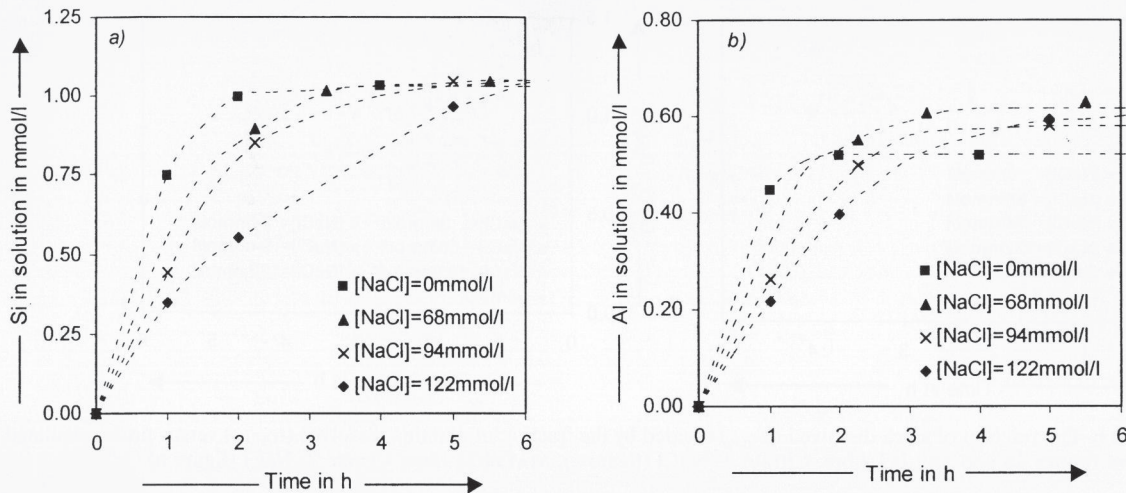 a)
Si in solution in mmol/l
1.25
1.00
0.75
0.50
0.25
0.00
0 1 2 3 4 5 6
Time in h
[NaCl]=0mmol/l
[NaCl]=68mmol/l
[NaCl]=94mmol/l
[NaCl]=122mmol/l
b)
Al in solution in mmol/l
0.80
0.60
0.40
0.20
0.00
0 1 2 3 4 5 6
Time in h
[NaCl]=0mmol/l
[NaCl]=68mmol/l
[NaCl]=94mmol/l
[NaCl]=122mmol/l